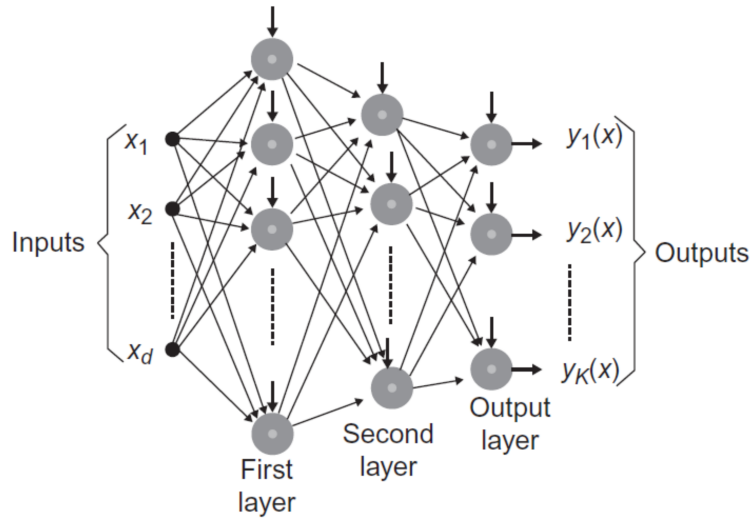 x1
x2
xd
Inputs
First
layer
Second
layer
Output
layer
y1(x)
y2(x)
yK(x)
Outputs